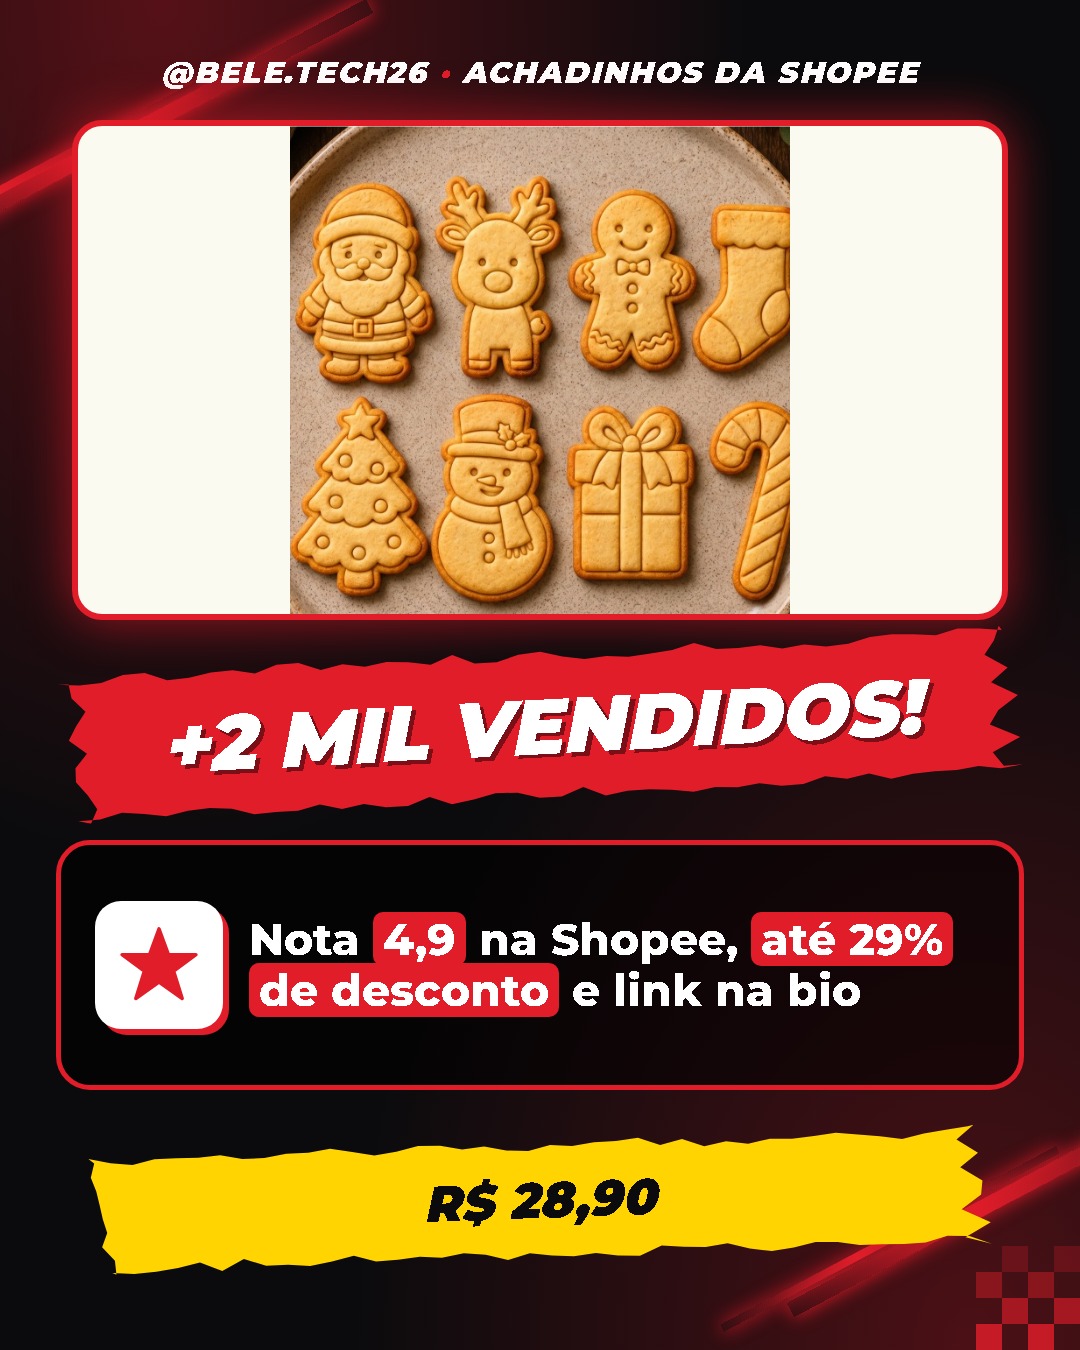 @BELE.TECH26 • ACHADINHOS DA SHOPEE
+2 MIL VENDIDOS!
Nota 4,9 na Shopee, até 29%
de desconto e link na bio
R$ 28,90